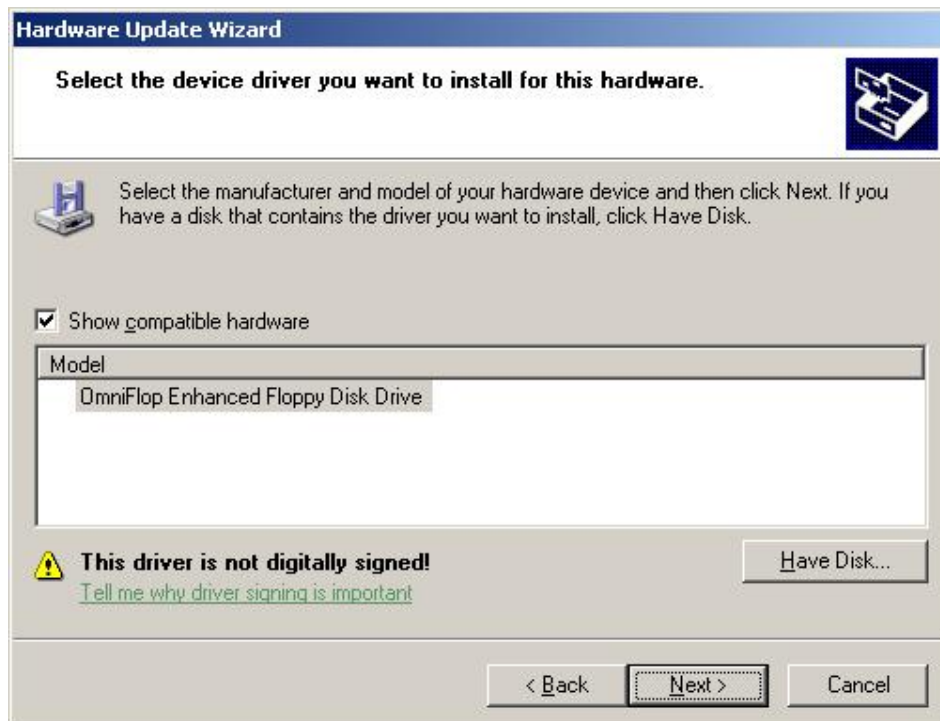 Hardware Update Wizard
Select the device driver you want to install for this hardware.
Select the manufacturer and model of your hardware device and then click Next. If you
have a disk that contains the driver you want to install, click Have Disk.
Show compatible hardware
Model
OmniFlop Enhanced Floppy Disk Drive
This driver is not digitally signed!
Have Disk...
Tell me why driver signing is important
< Back
Next >
Cancel